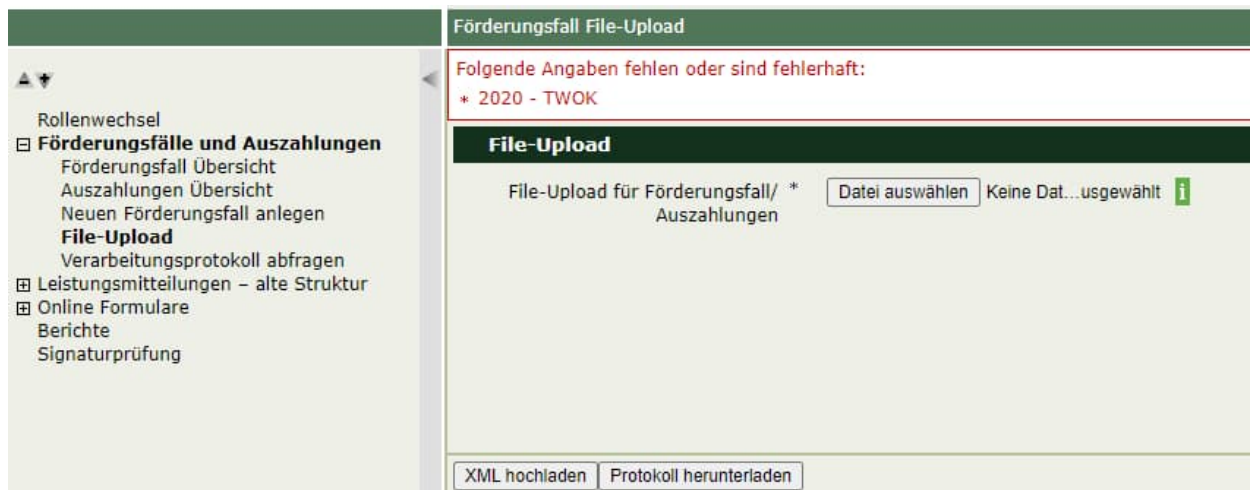 Förderungsfall File-Upload
Folgende Angaben fehlen oder sind fehlerhaft:
* 2020 - TWOK
Rollenwechsel
Förderungsfälle und Auszahlungen
Förderungsfall Übersicht
Auszahlungen Übersicht
Neuen Förderungsfall anlegen
File-Upload
Verarbeitungsprotokoll abfragen
Leistungsmitteilungen – alte Struktur
Online Formulare
Berichte
Signaturprüfung
File-Upload
File-Upload für Förderungsfall/ *
Auszahlungen
Datei auswählen Keine Dat...usgewählt i
XML hochladen Protokoll herunterladen